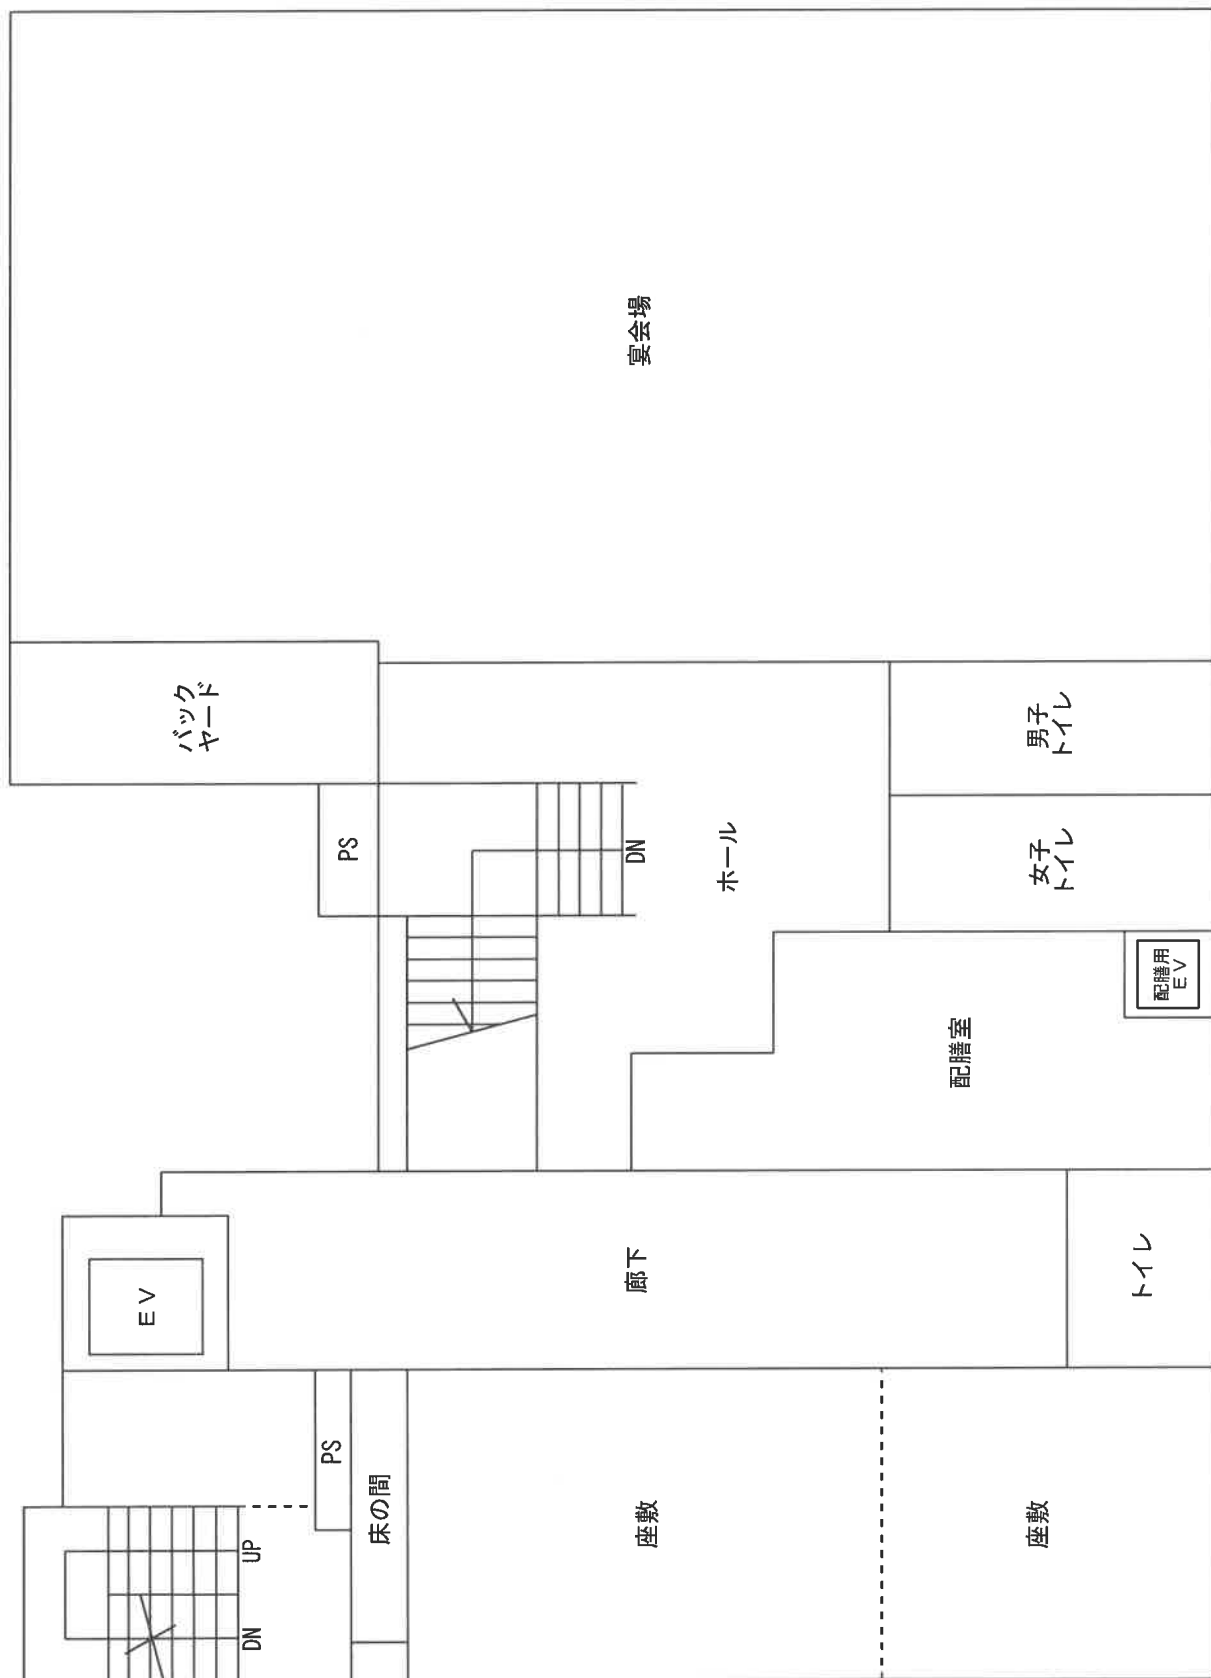 宴会場
バック
ヤード
男子
トイレ
PS
女子
トイレ
ホール
DN
配膳用
EV
配膳室
EV
廊下
トイレ
PS
床の間
座敷
座敷
UP
DN